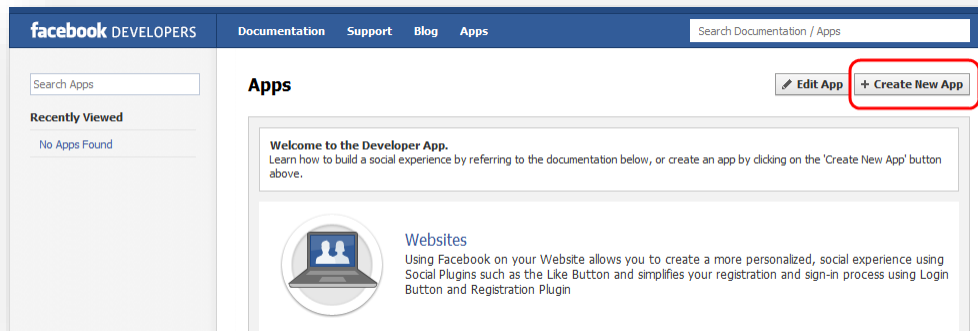 facebook DEVELOPERS
Documentation Support Blog Apps
Search Documentation / Apps
Search Apps
Recently Viewed
No Apps Found
Apps
Edit App
+ Create New App
Welcome to the Developer App.
Learn how to build a social experience by referring to the documentation below, or create an app by clicking on the 'Create New App' button
above.
Websites
Using Facebook on your Website allows you to create a more personalized, social experience using
Social Plugins such as the Like Button and simplifies your registration and sign-in process using Login
Button and Registration Plugin